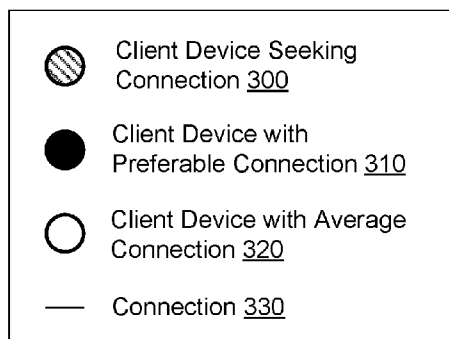 Client Device Seeking
Connection 300
Client Device with
Preferable Connection 310
Client Device with Average
Connection 320
Connection 330